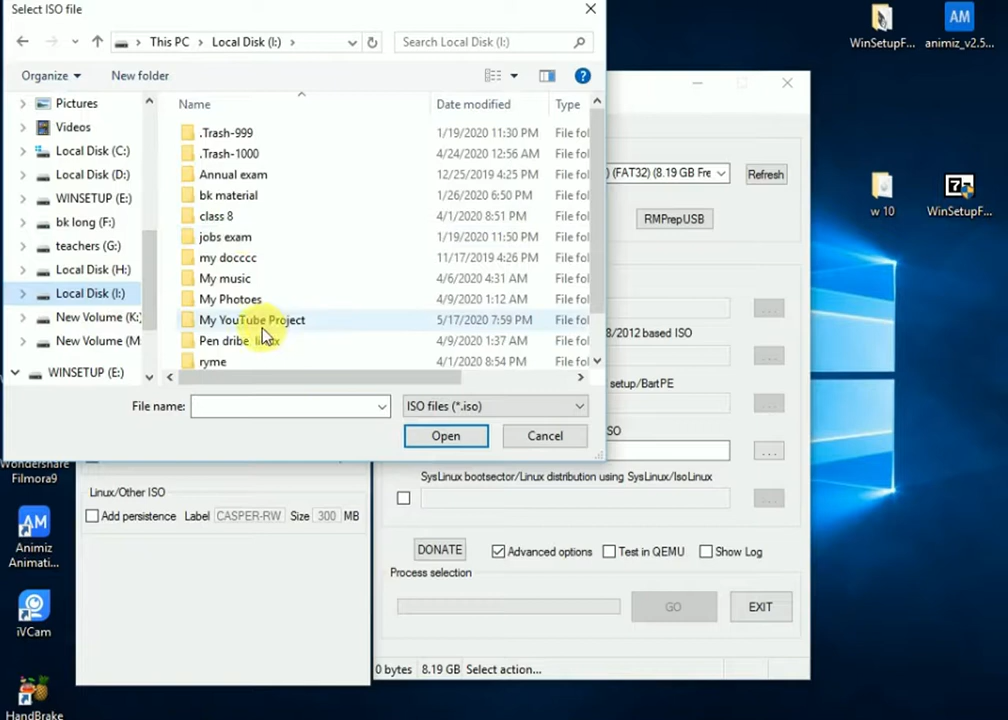 Select ISO file
This PC
Local Disk (I:)
Search Local Disk (I:)
Organize
New folder
Pictures
Videos
Local Disk (C:)
Local Disk (D:)
WINSETUP (E:)
bk long (F:)
teachers (G:)
Local Disk (H:)
Local Disk (I:)
New Volume (K:
New Volume (M:
WINSETUP (E:)
Name Date modified Type
.Trash-999 1/19/2020 11:30 PM File fol
.Trash-1000 4/24/2020 12:56 AM File fol
Annual exam 12/25/2019 4:25 PM File fol
bk material 1/26/2020 6:50 PM File fol
class 8 4/1/2020 8:51 PM File fol
jobs exam 1/19/2020 11:50 PM File fol
my docccc 11/17/2019 4:26 PM File fol
My music 4/6/2020 4:31 AM File fol
My Photoes 4/9/2020 1:12 AM File fol
My YouTube Project 5/17/2020 7:59 PM File fol
Pen dribe linux 4/9/2020 1:37 AM File fol
ryme 4/1/2020 8:54 PM File fol
File name:
ISO files (*.iso)
Open
Cancel
) (FAT32) (8.19 GB Fre
Refresh
RMPrepUSB
8/2012 based ISO
setup/BartPE
SO
SysLinux bootsector/Linux distribution using SysLinux/IsoLinux
...
...
...
...
...
DONATE
Advanced options
Test in QEMU
Show Log
Process selection
GO
EXIT
0 bytes 8.19 GB Select action...
Linux/Other ISO
Add persistence Label CASPER-RW Size 300 MB
WinSetupF...
AM
animiz_v2.5...
w 10
7
WinSetupF...
Wondershare
Filmora9
AM
Animiz
Animati...
iVCam
HandBrake